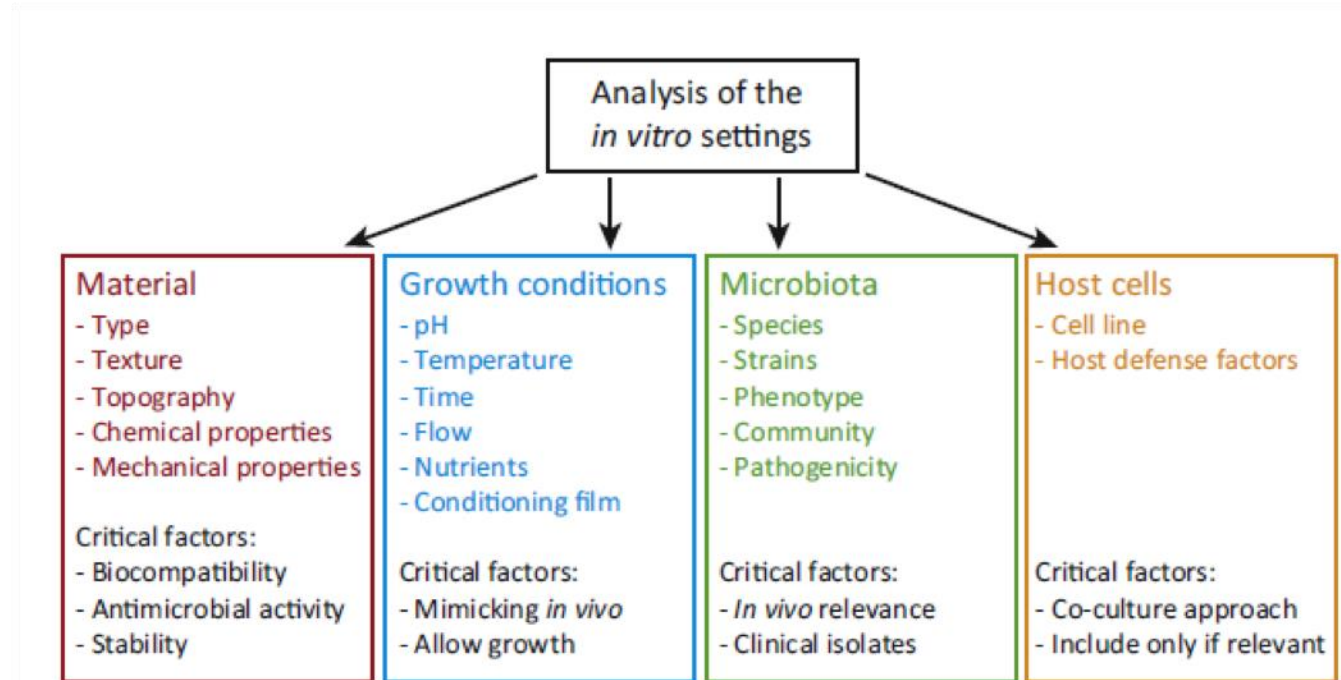 Analysis of the
in vitro settings
Material
- Type
- Texture
- Topography
- Chemical properties
- Mechanical properties
Critical factors:
- Biocompatibility
- Antimicrobial activity
- Stability
Growth conditions
- pH
- Temperature
- Time
- Flow
- Nutrients
- Conditioning film
Critical factors:
- Mimicking in vivo
- Allow growth
Microbiota
- Species
- Strains
- Phenotype
- Community
- Pathogenicity
Critical factors:
- In vivo relevance
- Clinical isolates
Host cells
- Cell line
- Host defense factors
Critical factors:
- Co-culture approach
- Include only if relevant